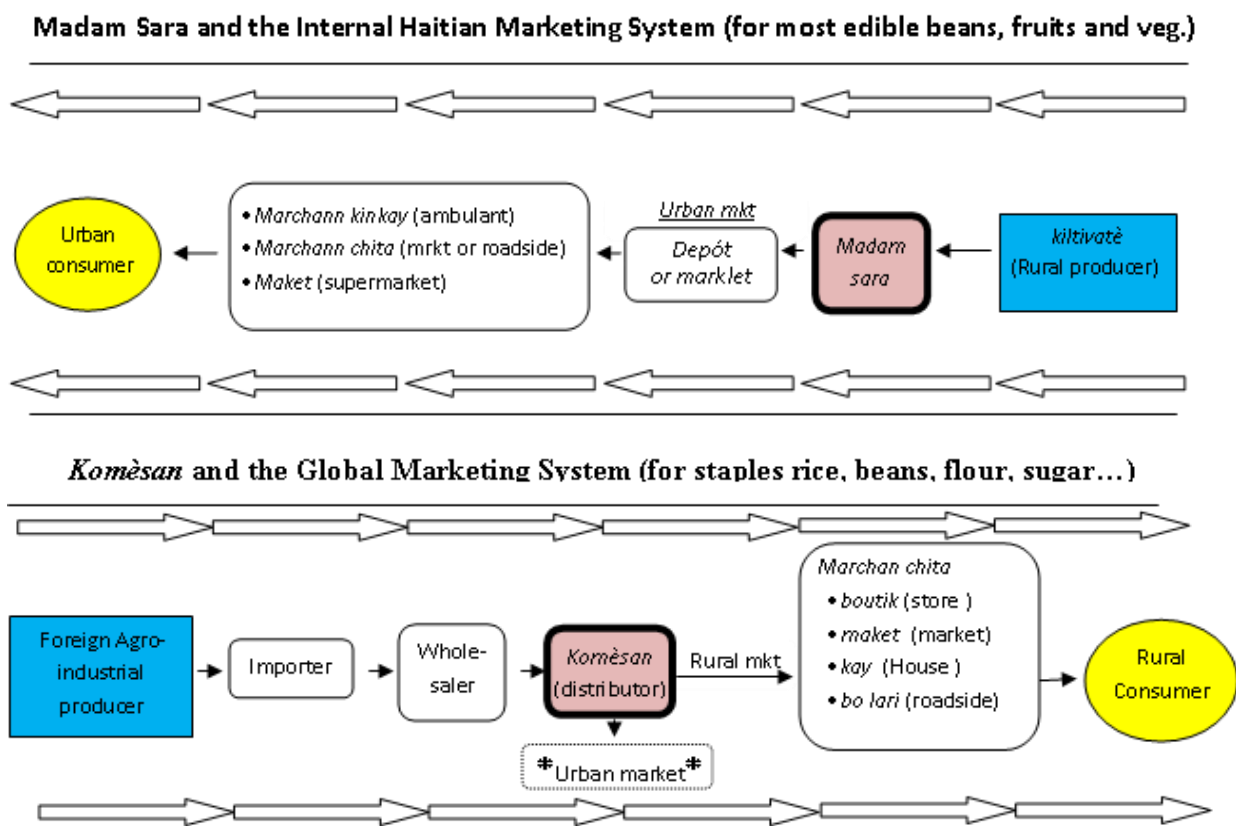 Madam Sara and the Internal Haitian Marketing System (for most edible beans, fruits and veg.)
Urban
consumer
• Marchann kinkay (ambulant)
• Marchann chita (mrkt or roadside)
• Maket (supermarket)
Urban mkt
Depót
or marklet
Madam
sara
kiltivatè
(Rural producer)
Komèsan and the Global Marketing System (for staples rice, beans, flour, sugar…)
Foreign Agro-
industrial
producer
Importer
Whole-
saler
Komèsan
(distributor)
Rural mkt
*Urban market*
Marchan chita
• boutik (store )
• maket (market)
• kay (House )
• bo lari (roadside)
Rural
Consumer